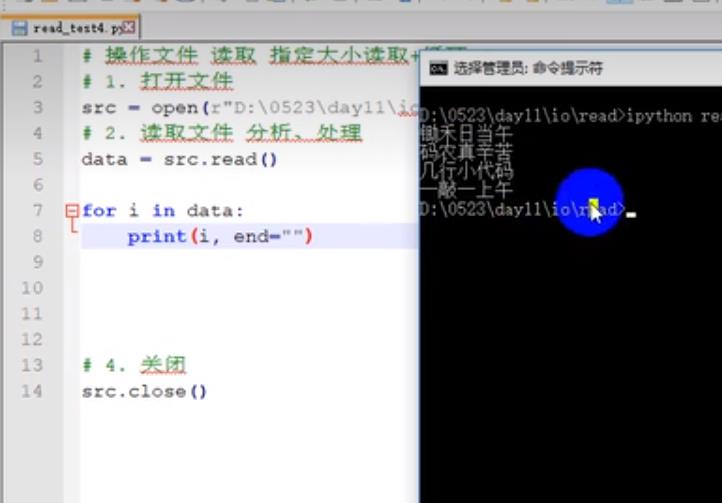 read_test4.py
1 # 操作文件 读取 指定大小读取+
2 # 1. 打开文件
3 src = open(r"D:\0523\day11\io
4 # 2. 读取文件 分析、处理
5 data = src.read()
6
7 for i in data:
8 print(i, end="")
9
10
11
12
13 # 4. 关闭
14 src.close()
选择管理员: 命令提示符
D:\0523\day11\io\read>ipython rea
锄禾日当午
码农真辛苦
几行小代码
一敲一上午
D:\0523\day11\io\read>